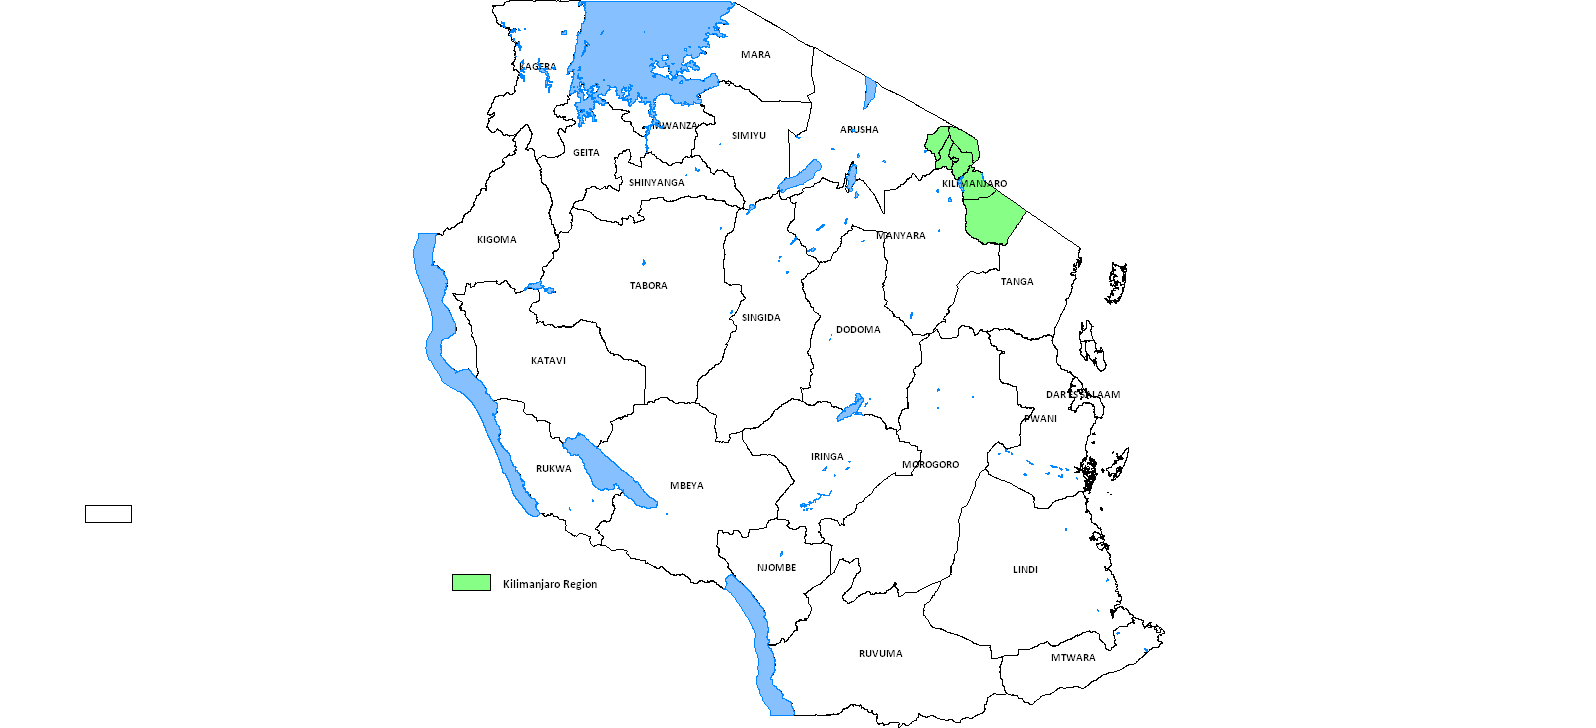 MARA
KAGERA
MWANZA
ARUSHA
SIMIYU
GEITA
SHINYANGA
KILIMANJARO
MANYARA
KIGOMA
TANGA
TABORA
SINGIDA
DODOMA
KATAVI
DAR ES SALAAM
PWANI
IRINGA
MOROGORO
RUKWA
MBEYA
NJOMBE
LINDI
Kilimanjaro Region
RUVUMA
MTWARA